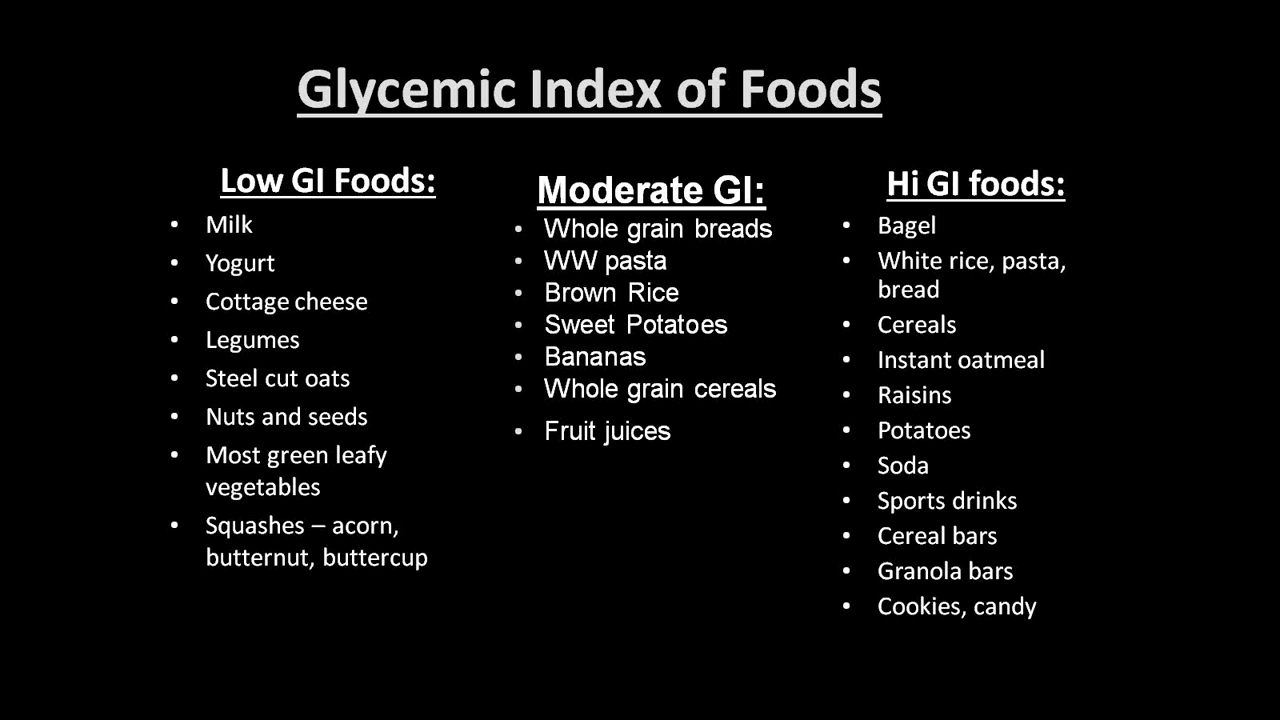 Glycemic Index of Foods
Low GI Foods:
• Milk
• Yogurt
• Cottage cheese
• Legumes
• Steel cut oats
• Nuts and seeds
• Most green leafy
vegetables
• Squashes – acorn,
butternut, buttercup
Moderate GI:
• Whole grain breads
• WW pasta
• Brown Rice
• Sweet Potatoes
• Bananas
• Whole grain cereals
• Fruit juices
Hi GI foods:
• Bagel
• White rice, pasta,
bread
• Cereals
• Instant oatmeal
• Raisins
• Potatoes
• Soda
• Sports drinks
• Cereal bars
• Granola bars
• Cookies, candy